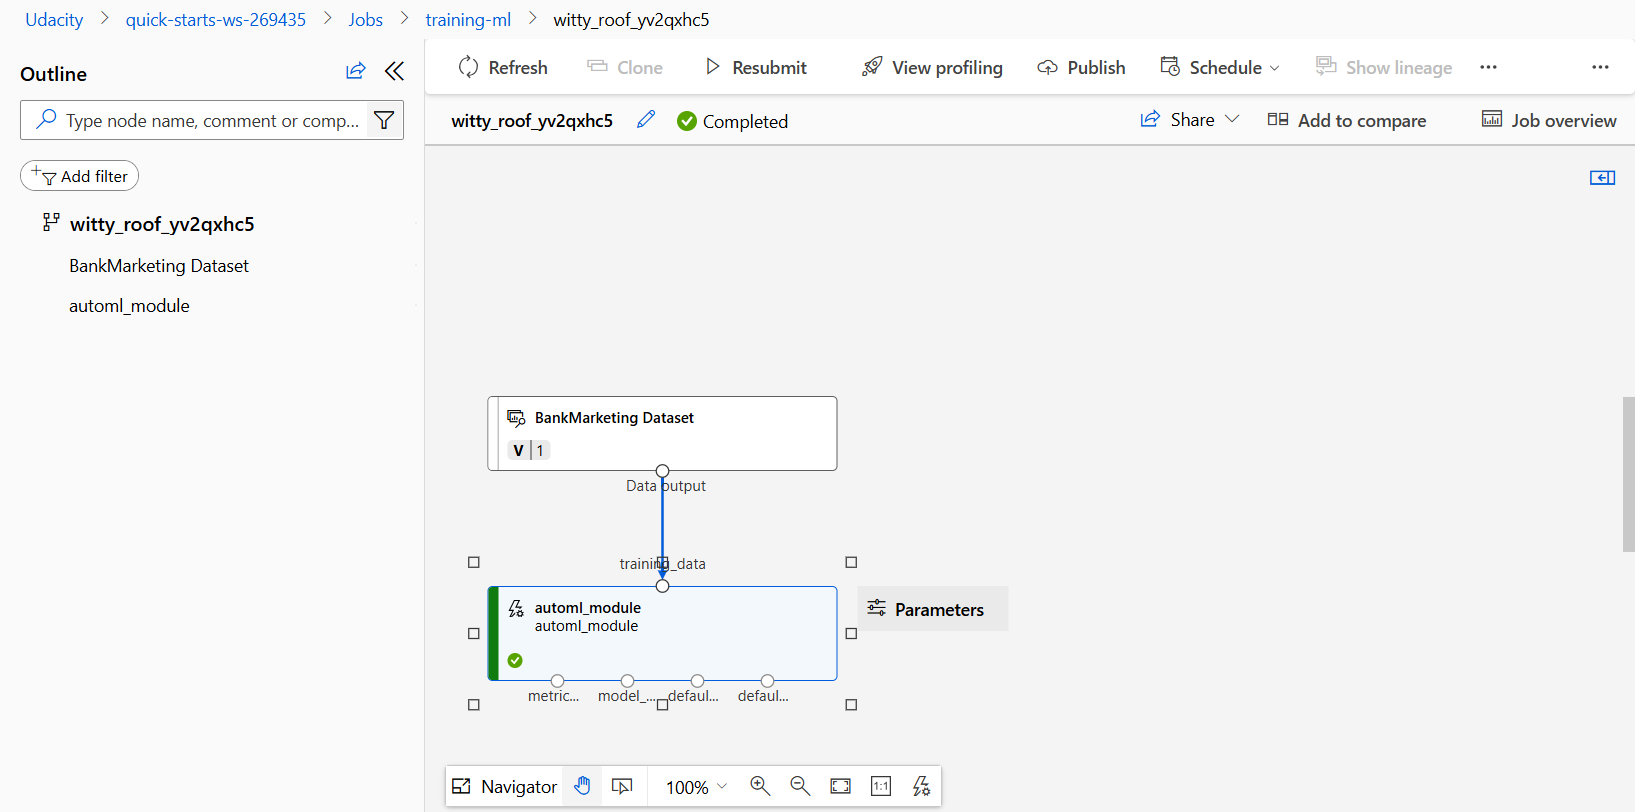 Udacity > quick-starts-ws-269435 > Jobs > training-ml > witty_roof_yv2qxhc5
Outline
Type node name, comment or comp...
Add filter
witty_roof_yv2qxhc5
BankMarketing Dataset
automl_module
Refresh Clone Resubmit View profiling Publish Schedule Show lineage ... ...
witty_roof_yv2qxhc5 Completed Share Add to compare Job overview
BankMarketing Dataset
V 1
Data output
training_data
automl_module
automl_module
Parameters
metric... model_... defaul... defaul...
Navigator 100% 1:1